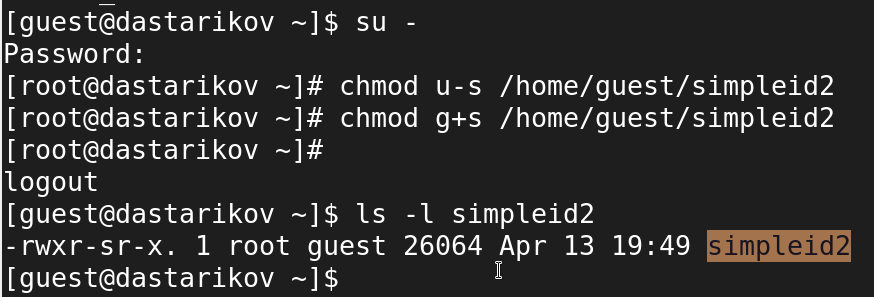 [guest@dastarikov ~]$ su -
Password:
[root@dastarikov ~]# chmod u-s /home/guest/simpleid2
[root@dastarikov ~]# chmod g+s /home/guest/simpleid2
[root@dastarikov ~]#
logout
[guest@dastarikov ~]$ ls -l simpleid2
-rwxr-sr-x. 1 root guest 26064 Apr 13 19:49 simpleid2
[guest@dastarikov ~]$